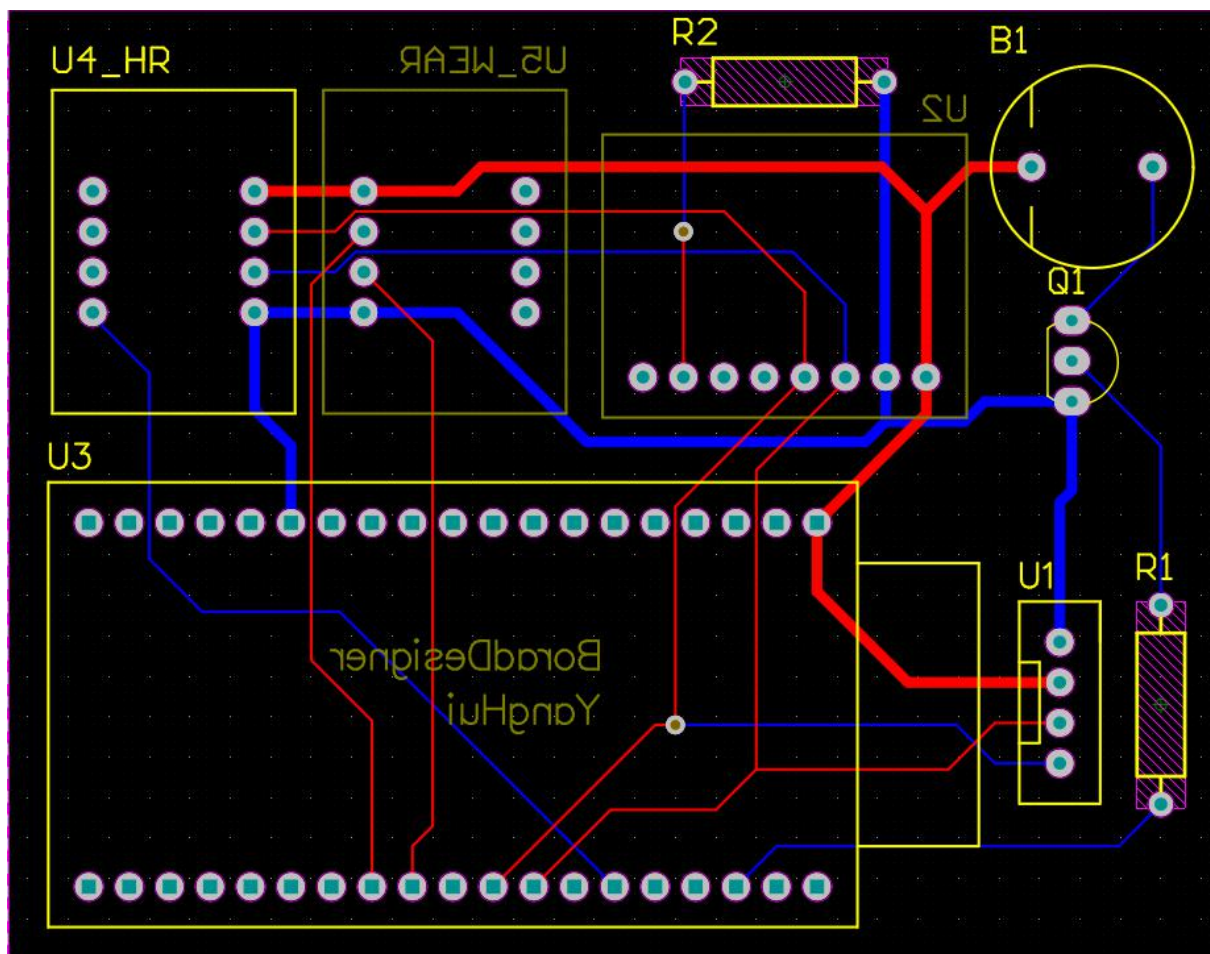 U4_HR
U5_WEAR
R2
U2
B1
Q1
U3
U1
R1
BoradDesigner
YangHui